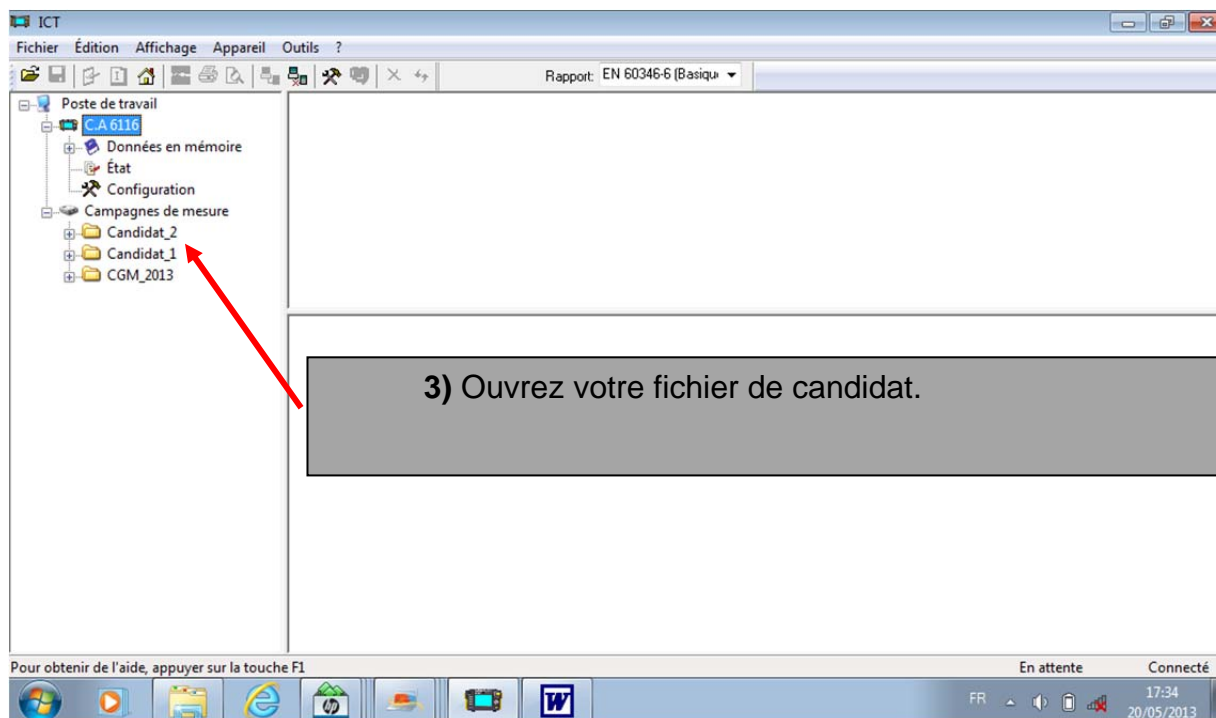 ICT
Fichier Édition Affichage Appareil Outils ?
Rapport: EN 60346-6 (Basiqu
Poste de travail
C.A 6116
Données en mémoire
État
Configuration
Campagnes de mesure
Candidat_2
Candidat_1
CGM_2013
3) Ouvrez votre fichier de candidat.
Pour obtenir de l'aide, appuyer sur la touche F1 En attente Connecté
hp W FR 17:34
20/05/2013